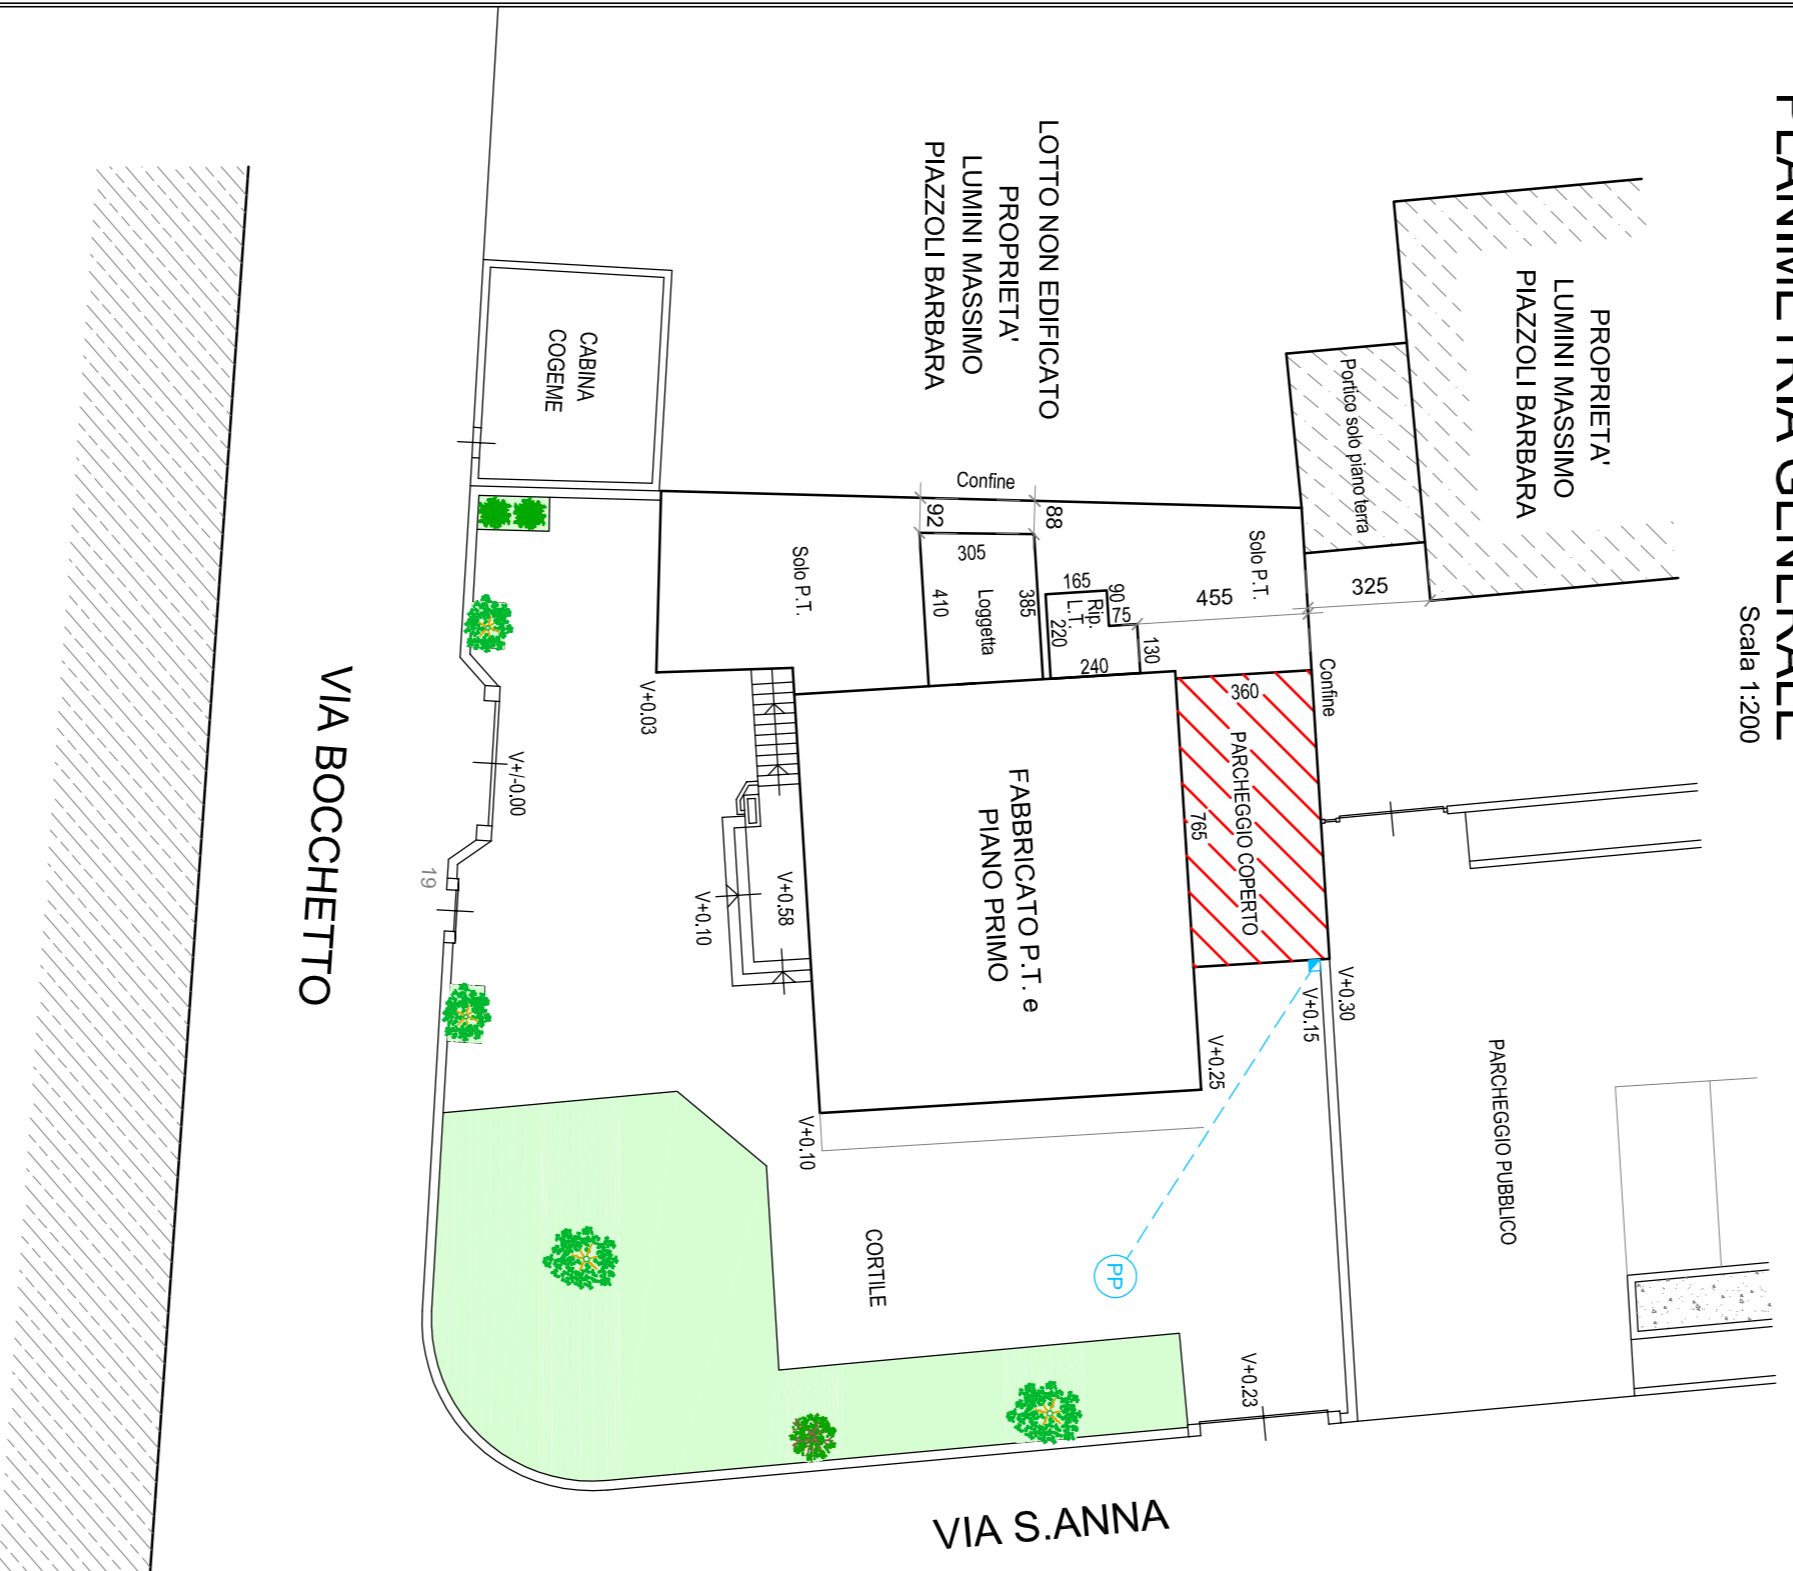 PLANIMETRIA GENERALE
Scala 1:200
PROPRIETA'
LUMINI MASSIMO
PIAZZOLI BARBARA
Portico solo piano terra
LOTTO NON EDIFICATO
PROPRIETA'
LUMINI MASSIMO
PIAZZOLI BARBARA
CABINA
COGEME
Confine
92
88
305
410
385
Loggetta
Solo P.T.
Solo P.T.
165
90
75
Rip.
L.T.
220
240
130
455
325
Confine
360
765
PARCHEGGIO COPERTO
FABBRICATO P.T. e
PIANO PRIMO
V+0.03
V+/-0.00
19
V+0.58
V+0.10
V+0.10
V+0.25
V+0.15
V+0.30
V+0.23
PARCHEGGIO PUBBLICO
CORTILE
PP
VIA BOCCHETTO
VIA S.ANNA